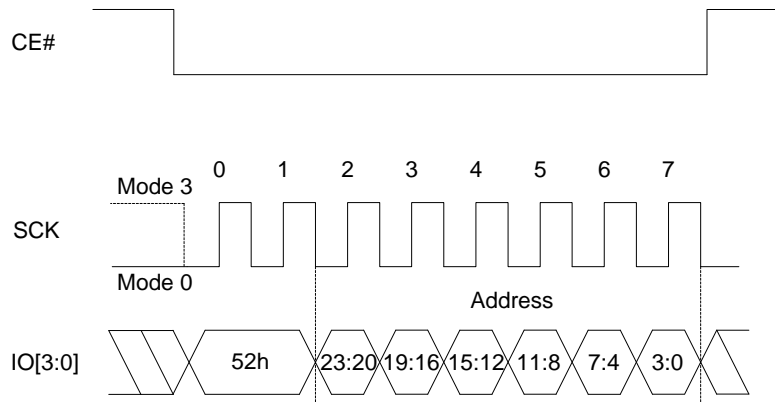 CE#
0 1 2 3 4 5 6 7
Mode 3
SCK
Mode 0
Address
IO[3:0] 52h 23:20 19:16 15:12 11:8 7:4 3:0